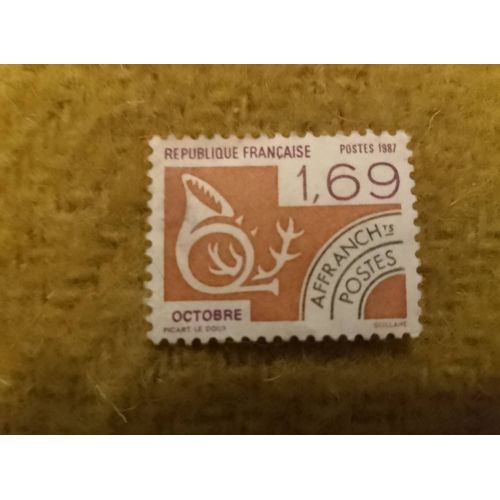 REPUBLIQUE FRANÇAISE POSTES 1987
1,69
AFFRANCHTS
POSTES
OCTOBRE
PICART LE DOUX GUILLAME